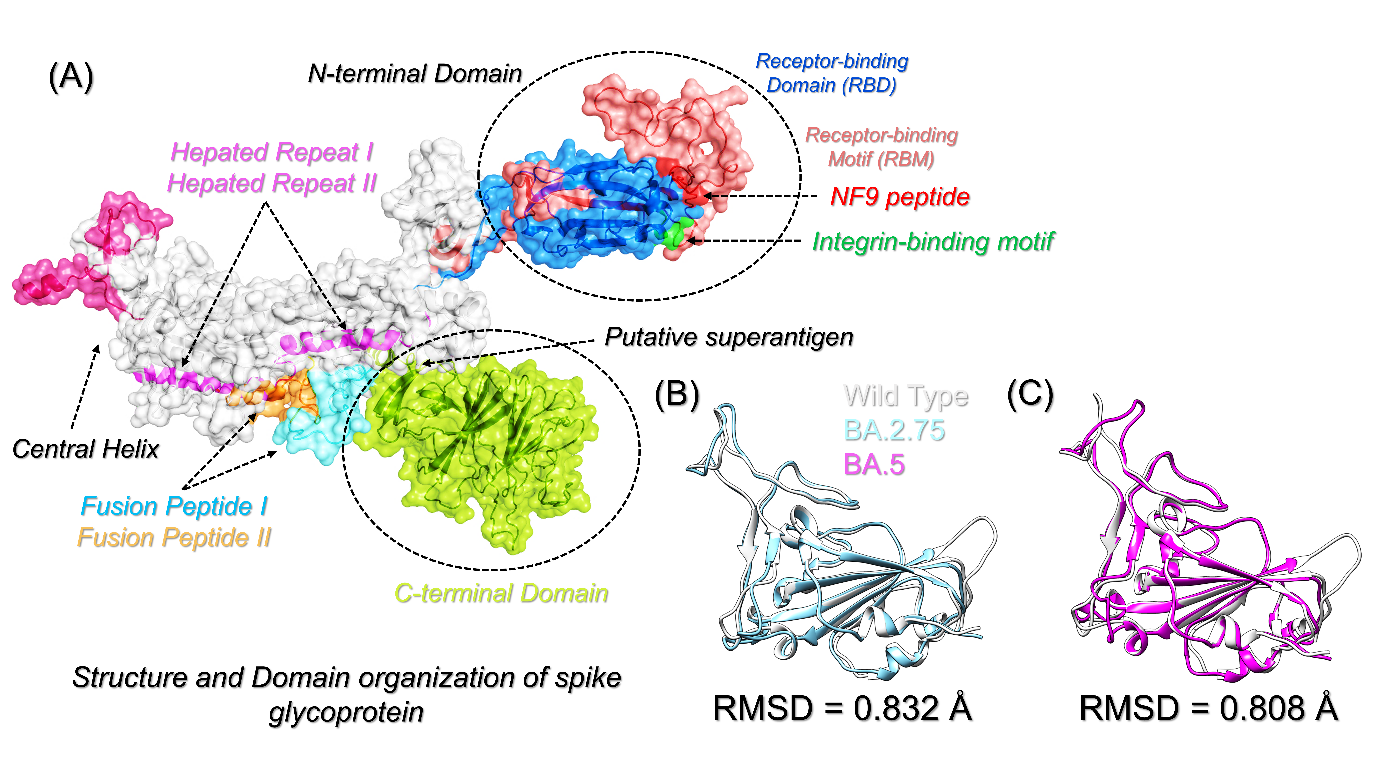 (A)
N-terminal Domain
Receptor-binding
Domain (RBD)
Receptor-binding
Motif (RBM)
Hepated Repeat I
Hepated Repeat II
NF9 peptide
Integrin-binding motif
Putative superantigen
Central Helix
Fusion Peptide I
Fusion Peptide II
C-terminal Domain
Structure and Domain organization of spike
glycoprotein
(B)
Wild Type
BA.2.75
BA.5
(C)
RMSD = 0.832 Å
RMSD = 0.808 Å